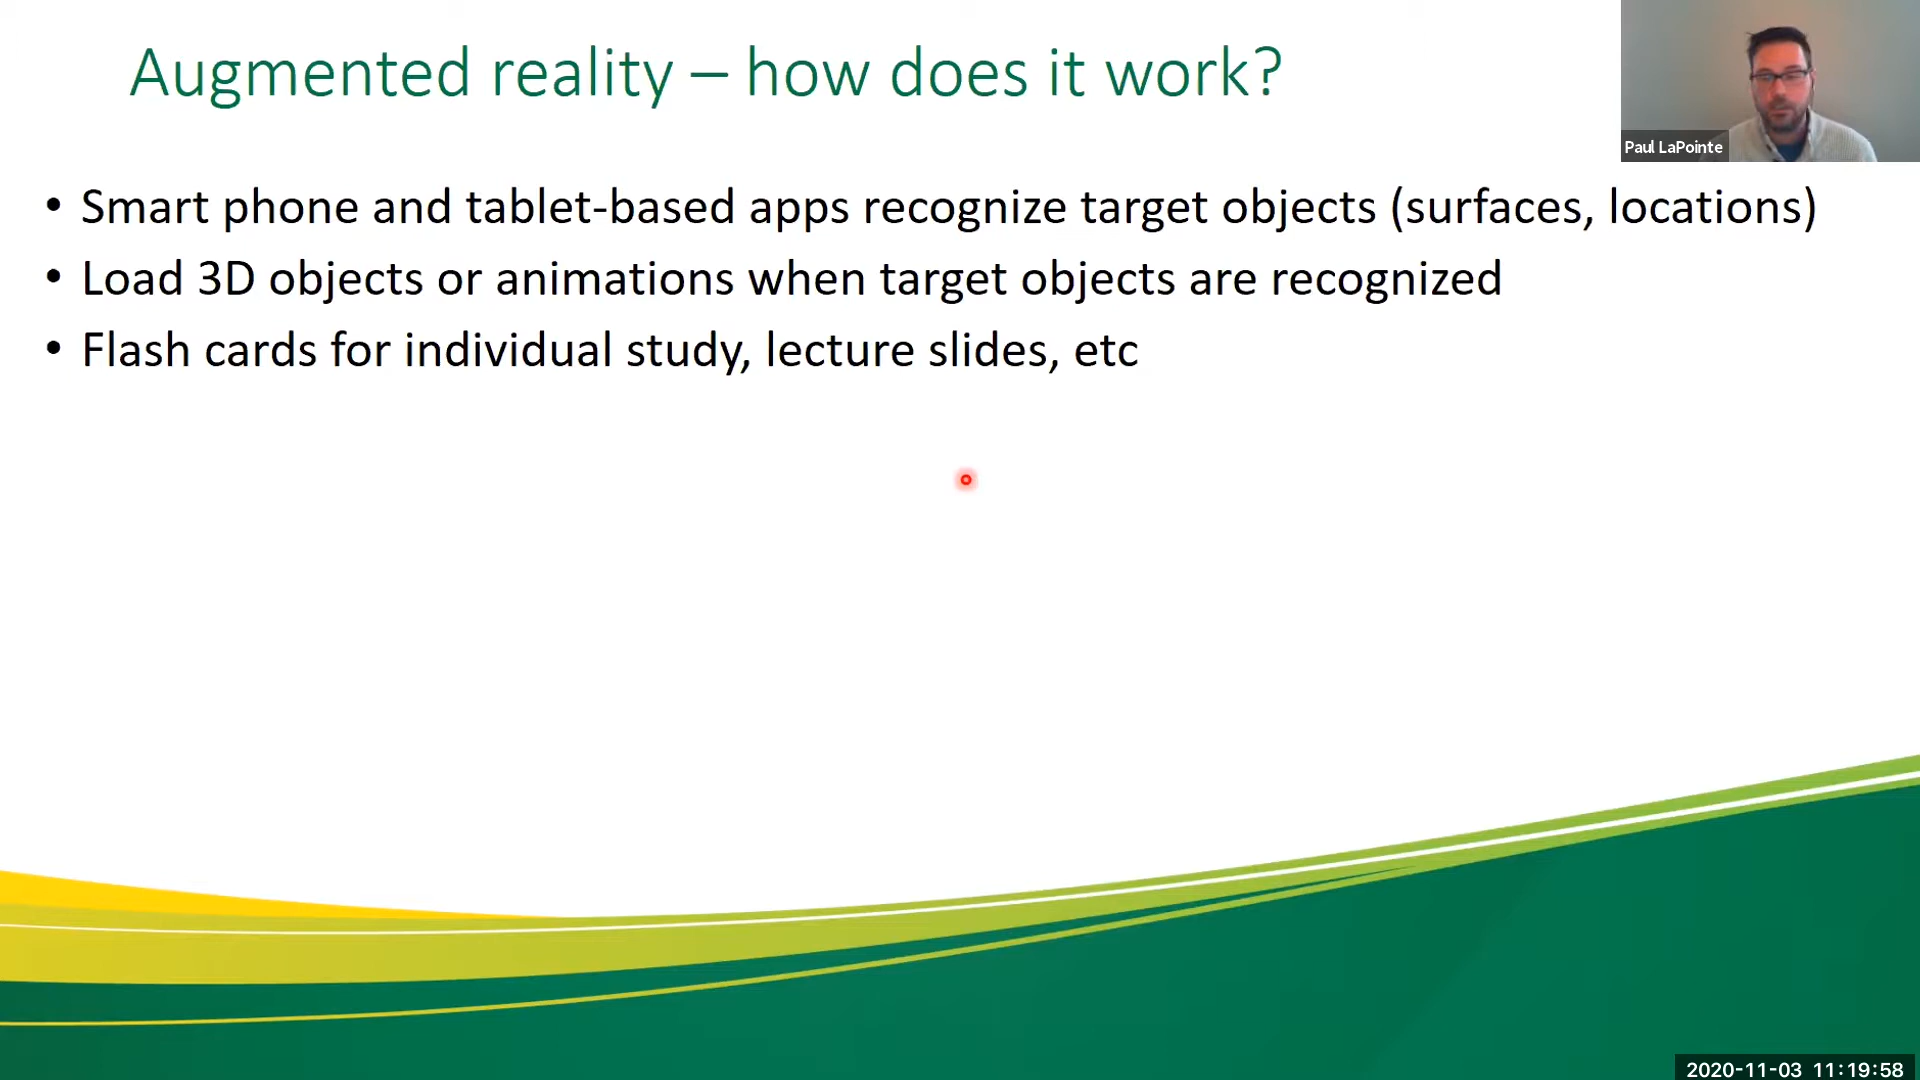 Augmented reality – how does it work?
Paul LaPointe
• Smart phone and tablet-based apps recognize target objects (surfaces, locations)
• Load 3D objects or animations when target objects are recognized
• Flash cards for individual study, lecture slides, etc
2020-11-03 11:19:58